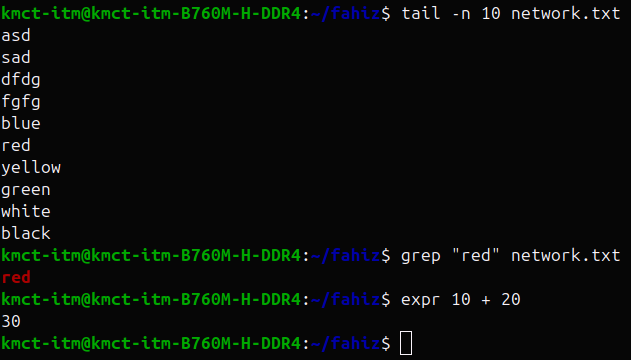 kmct-itm@kmct-itm-B760M-H-DDR4:~/fahiz$ tail -n 10 network.txt
asd
sad
dfdg
fgfg
blue
red
yellow
green
white
black
kmct-itm@kmct-itm-B760M-H-DDR4:~/fahiz$ grep "red" network.txt
red
kmct-itm@kmct-itm-B760M-H-DDR4:~/fahiz$ expr 10 + 20
30
kmct-itm@kmct-itm-B760M-H-DDR4:~/fahiz$